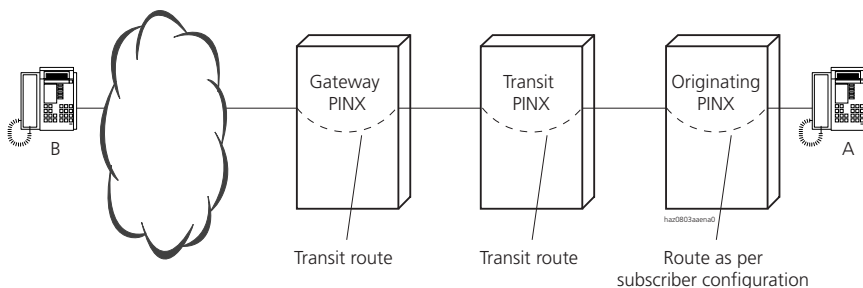 Gateway
PINX
Transit
PINX
Originating
PINX
B
A
haz0803aaena0
Transit route
Transit route
Route as per
subscriber configuration